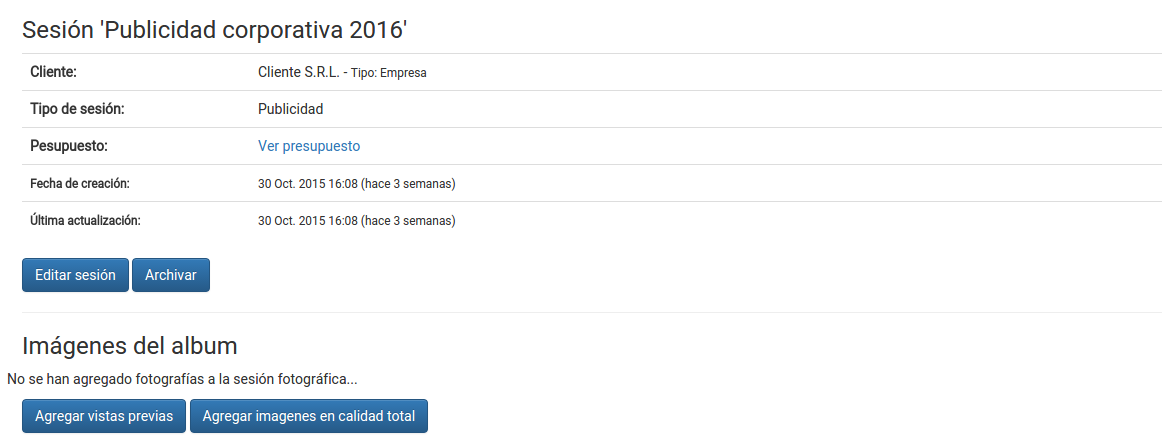 Sesión 'Publicidad corporativa 2016'
Cliente: Cliente S.R.L. - Tipo: Empresa
Tipo de sesión: Publicidad
Pesupuesto: Ver presupuesto
Fecha de creación: 30 Oct. 2015 16:08 (hace 3 semanas)
Última actualización: 30 Oct. 2015 16:08 (hace 3 semanas)
Editar sesión Archivar
Imágenes del album
No se han agregado fotografías a la sesión fotográfica...
Agregar vistas previas Agregar imagenes en calidad total